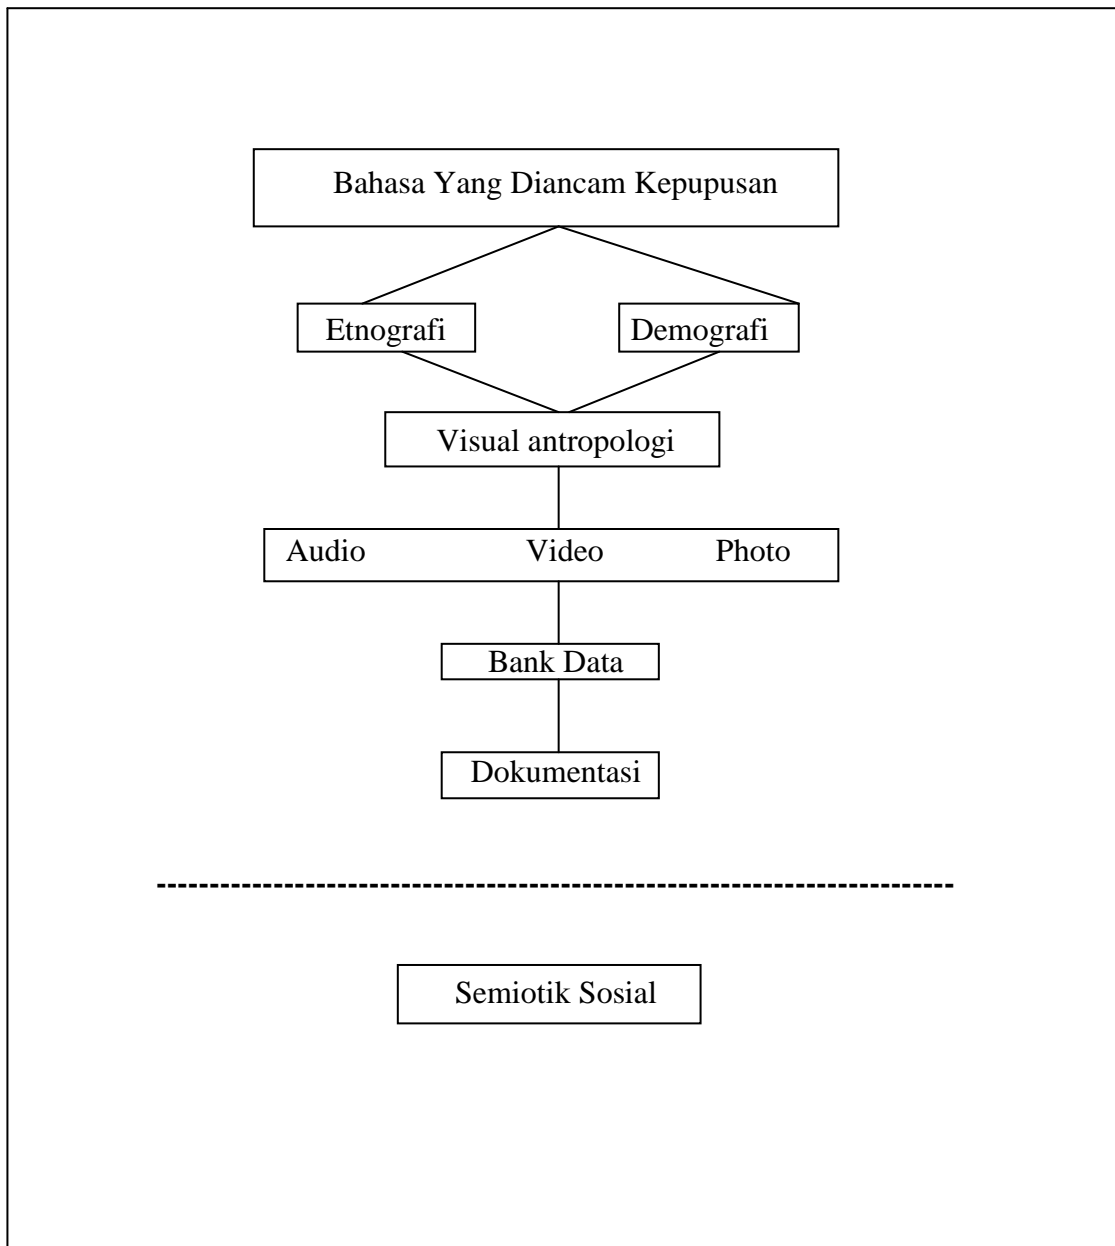 Bahasa Yang Diancam Kepupusan
Etnografi Demografi
Visual antropologi
Audio Video Photo
Bank Data
Dokumentasi
Semiotik Sosial